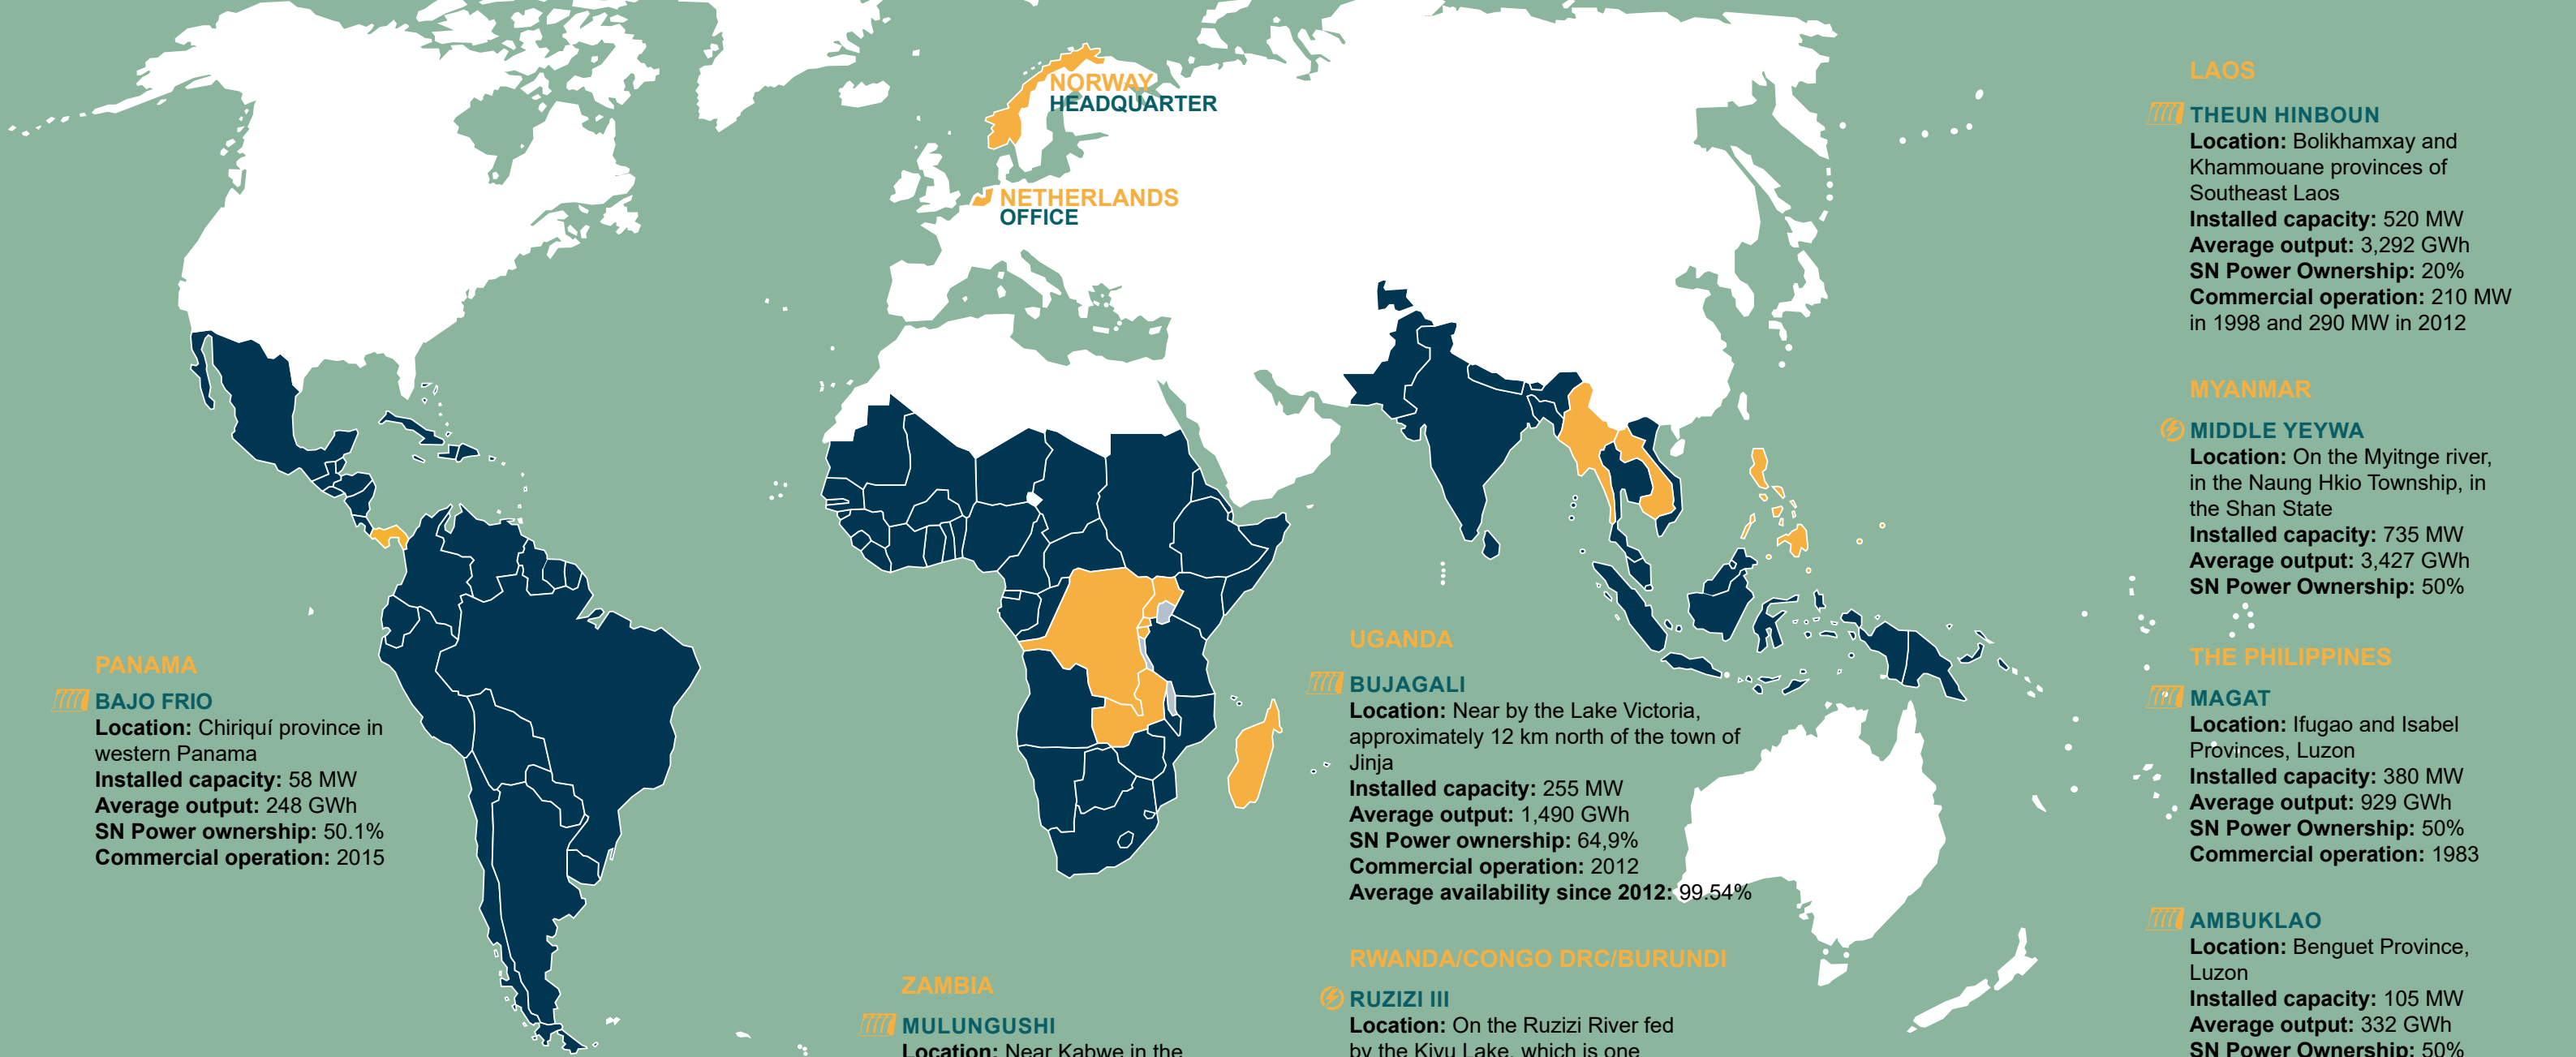 NORWAY
HEADQUARTER
NETHERLANDS
OFFICE
PANAMA
BAJO FRIO
Location: Chiriquí province in
western Panama
Installed capacity: 58 MW
Average output: 248 GWh
SN Power ownership: 50.1%
Commercial operation: 2015
ZAMBIA
MULUNGUSHI
Location: Near Kabwe in the
UGANDA
BUJAGALI
Location: Near by the Lake Victoria,
approximately 12 km north of the town of
Jinja
Installed capacity: 255 MW
Average output: 1,490 GWh
SN Power ownership: 64,9%
Commercial operation: 2012
Average availability since 2012: 99.54%
RWANDA/CONGO DRC/BURUNDI
RUZIZI III
Location: On the Ruzizi River fed
by the Kivu Lake, which is one
LAOS
THEUN HINBOUN
Location: Bolikhamxay and
Khammouane provinces of
Southeast Laos
Installed capacity: 520 MW
Average output: 3,292 GWh
SN Power Ownership: 20%
Commercial operation: 210 MW
in 1998 and 290 MW in 2012
MYANMAR
MIDDLE YEYWA
Location: On the Myitnge river,
in the Naung Hkio Township, in
the Shan State
Installed capacity: 735 MW
Average output: 3,427 GWh
SN Power Ownership: 50%
THE PHILIPPINES
MAGAT
Location: Ifugao and Isabel
Provinces, Luzon
Installed capacity: 380 MW
Average output: 929 GWh
SN Power Ownership: 50%
Commercial operation: 1983
AMBUKLAO
Location: Benguet Province,
Luzon
Installed capacity: 105 MW
Average output: 332 GWh
SN Power Ownership: 50%